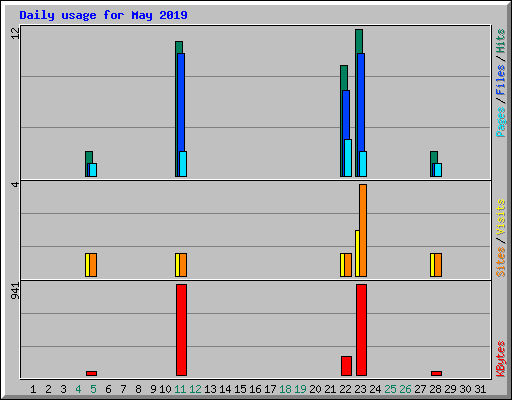 Daily usage for May 2019
12
Pages / Files / Hits
4
Sites / Visits
941
KBytes
1 2 3 4 5 6 7 8 9 10 11 12 13 14 15 16 17 18 19 20 21 22 23 24 25 26 27 28 29 30 31